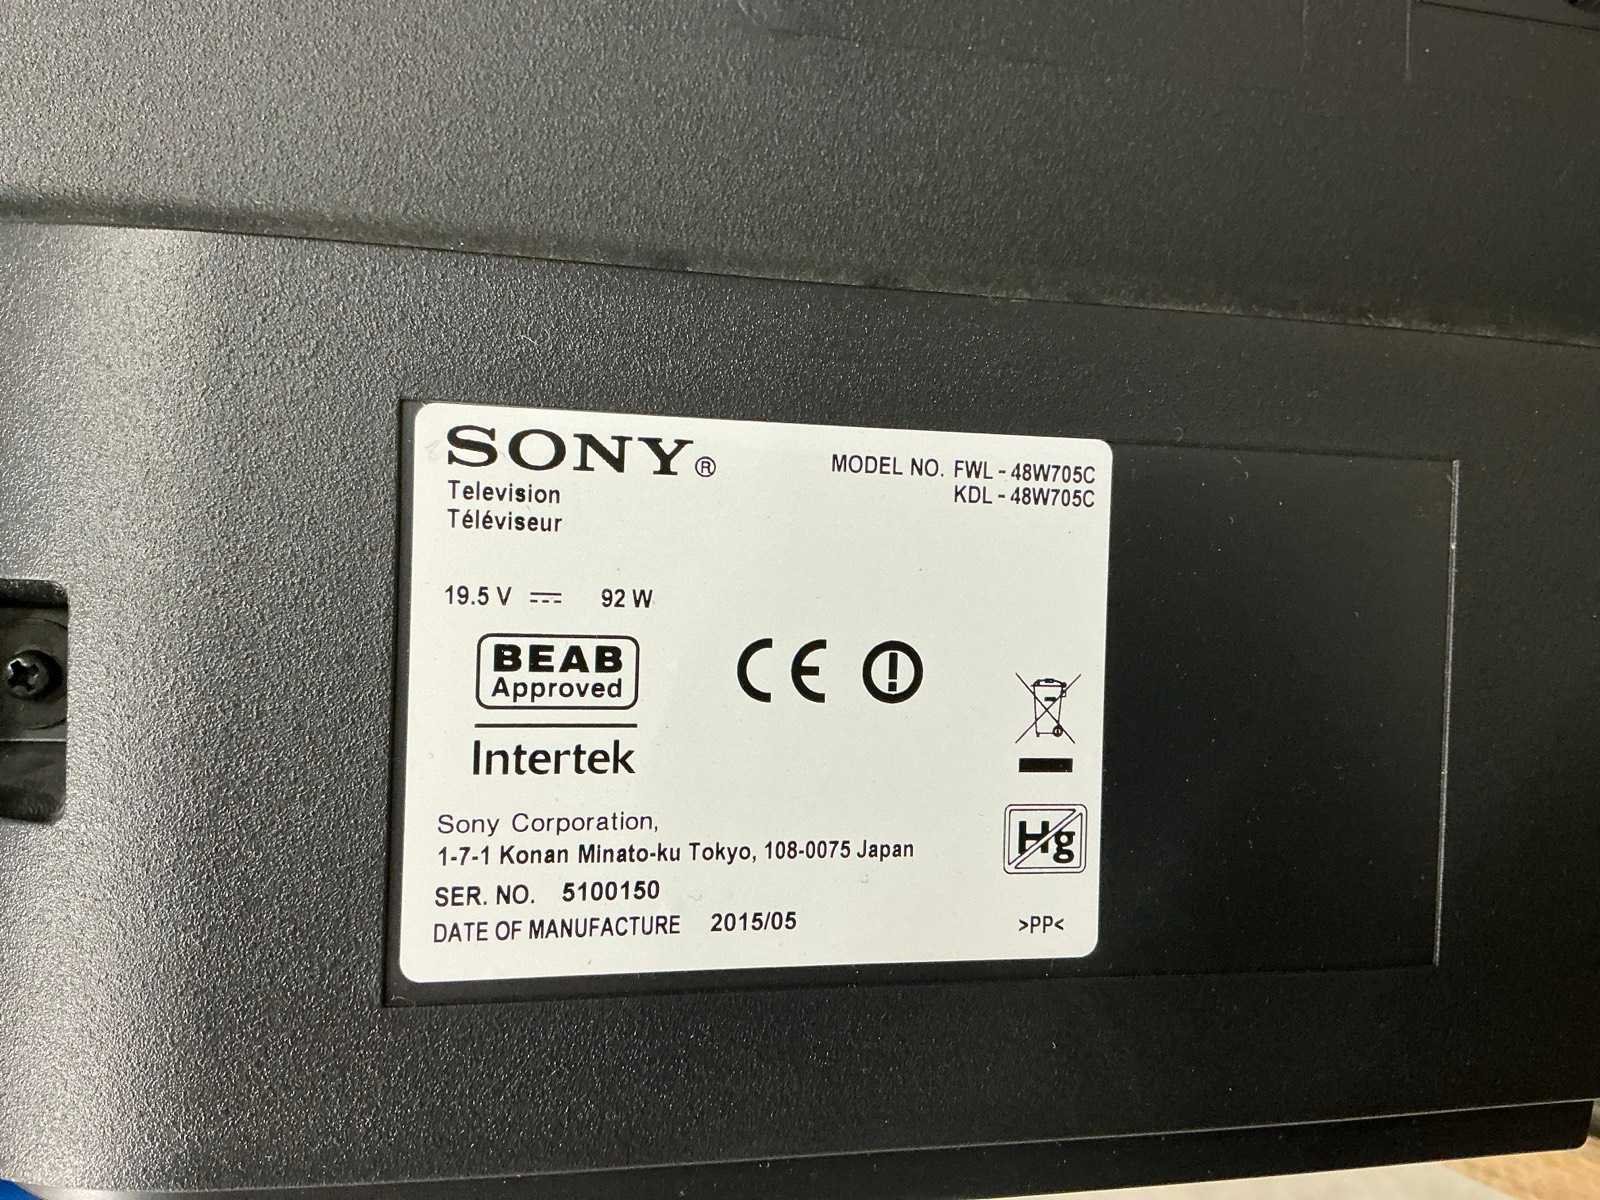 SONY®
Television
Téléviseur
MODEL NO. FWL - 48W705C
KDL - 48W705C
19.5 V ⎓ 92 W
BEAB
Approved
Intertek
CE
Hg
Sony Corporation,
1-7-1 Konan Minato-ku Tokyo, 108-0075 Japan
SER. NO. 5100150
DATE OF MANUFACTURE 2015/05
>PP<